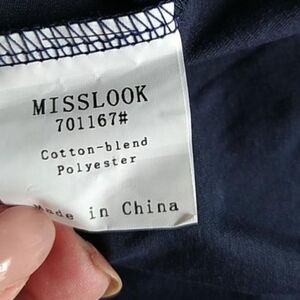 MISSLOOK
701167#
Cotton-blend
Polyester
Made in China